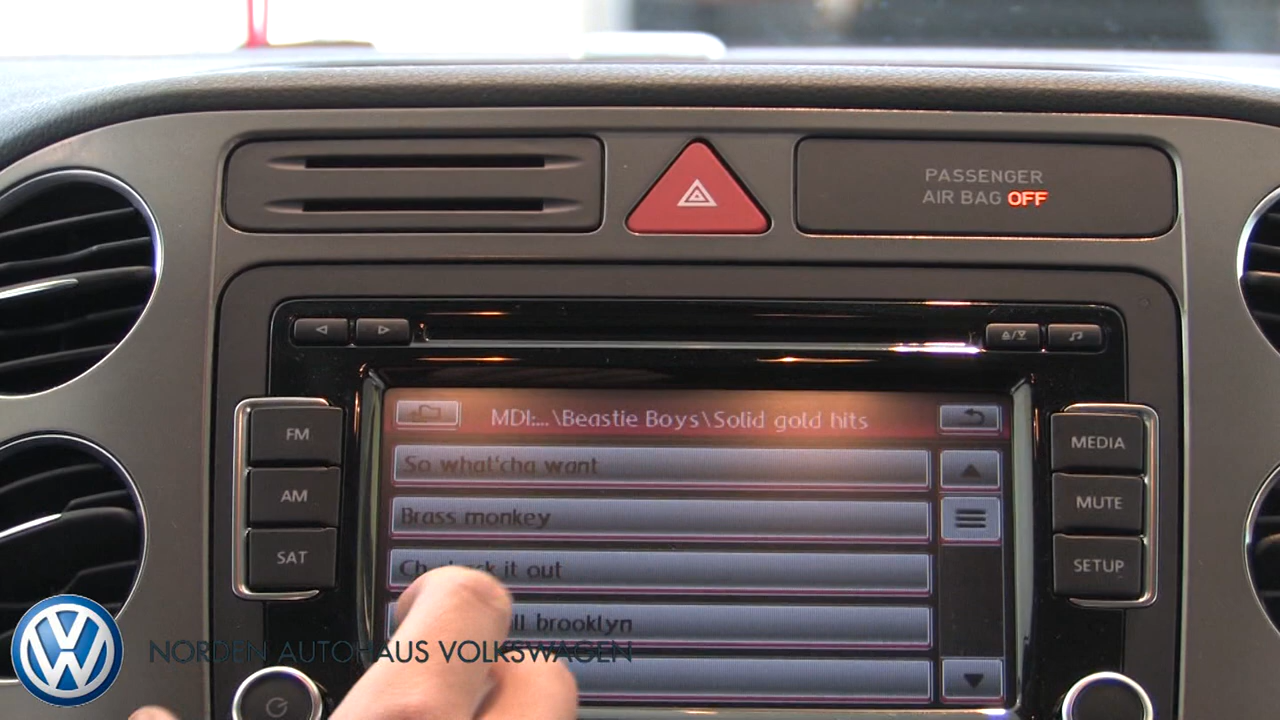 PASSENGER
AIR BAG OFF
MDI:...\Beastie Boys\Solid gold hits
FM
MEDIA
So what'cha want
AM
MUTE
Brass monkey
SAT
SETUP
it out
brooklyn
NORDEN AUTOHAUS VOLKSWAGEN